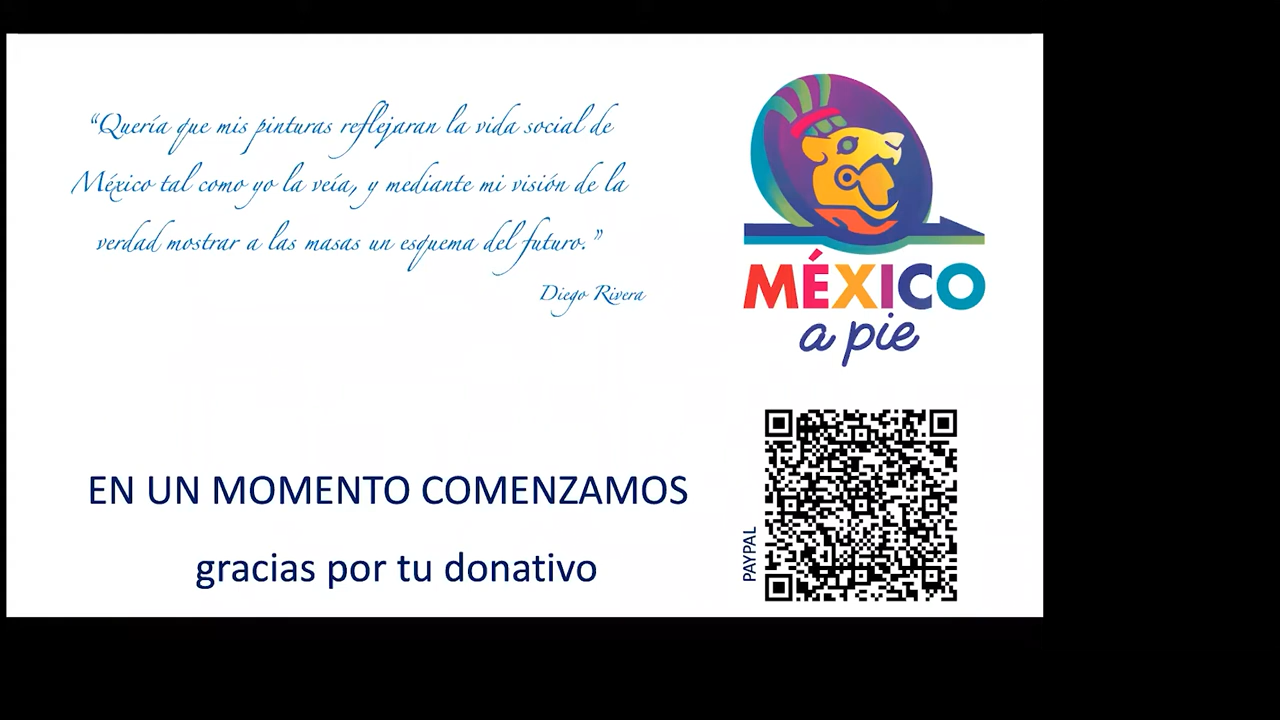 “Quería que mis pinturas reflejaran la vida social de
México tal como yo la veía, y mediante mi visión de la
verdad mostrar a las masas un esquema del futuro.”
Diego Rivera
MÉXICO
a pie
EN UN MOMENTO COMENZAMOS
gracias por tu donativo
PAYPAL